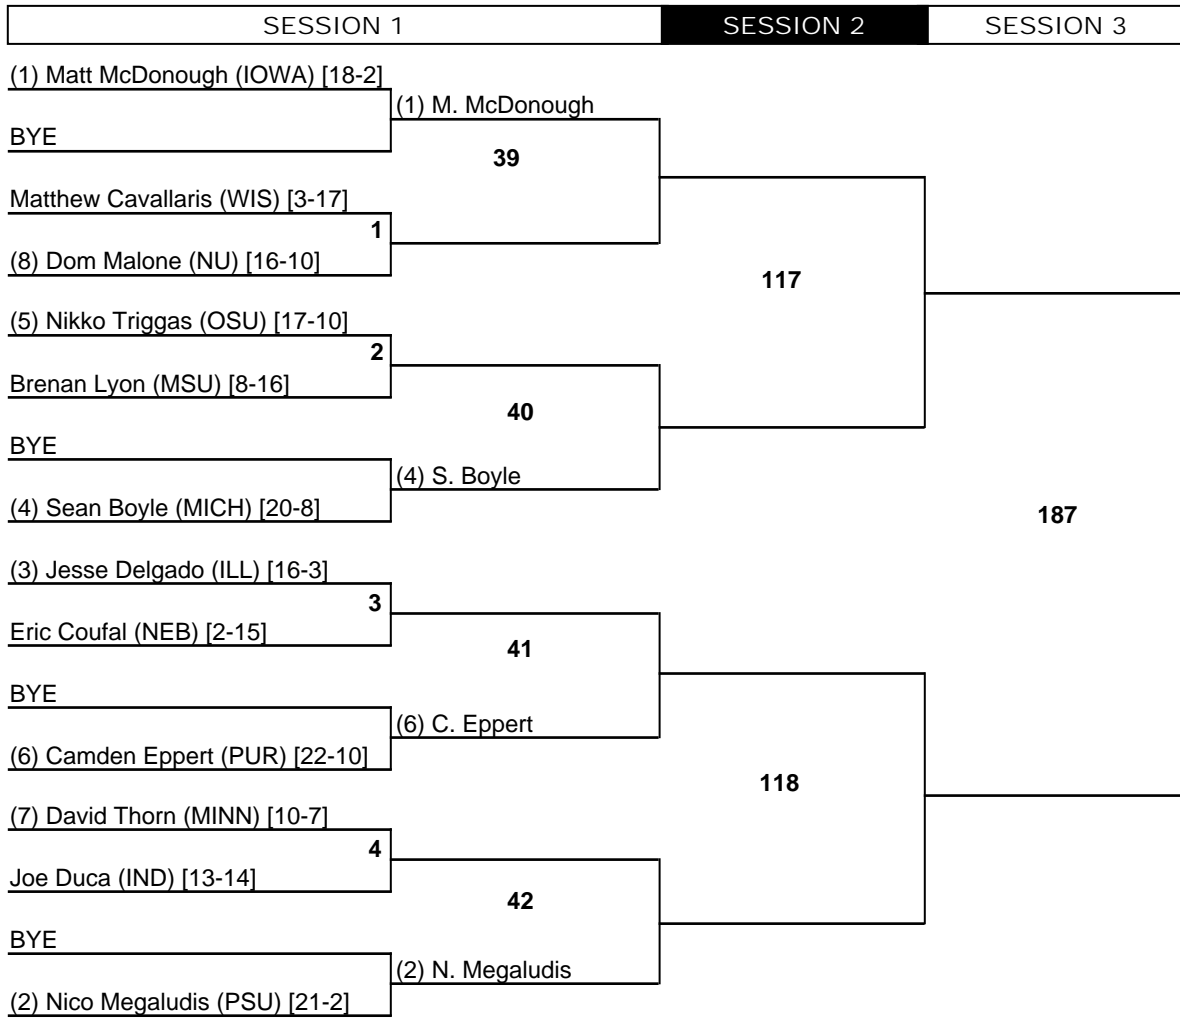 SESSION 1
SESSION 2
SESSION 3
(1) Matt McDonough (IOWA) [18-2]
(1) M. McDonough
BYE
39
Matthew Cavallaris (WIS) [3-17]
1
(8) Dom Malone (NU) [16-10]
117
(5) Nikko Triggas (OSU) [17-10]
2
Brenan Lyon (MSU) [8-16]
40
BYE
(4) S. Boyle
(4) Sean Boyle (MICH) [20-8]
187
(3) Jesse Delgado (ILL) [16-3]
3
Eric Coufal (NEB) [2-15]
41
BYE
(6) C. Eppert
(6) Camden Eppert (PUR) [22-10]
118
(7) David Thorn (MINN) [10-7]
4
Joe Duca (IND) [13-14]
42
BYE
(2) N. Megaludis
(2) Nico Megaludis (PSU) [21-2]